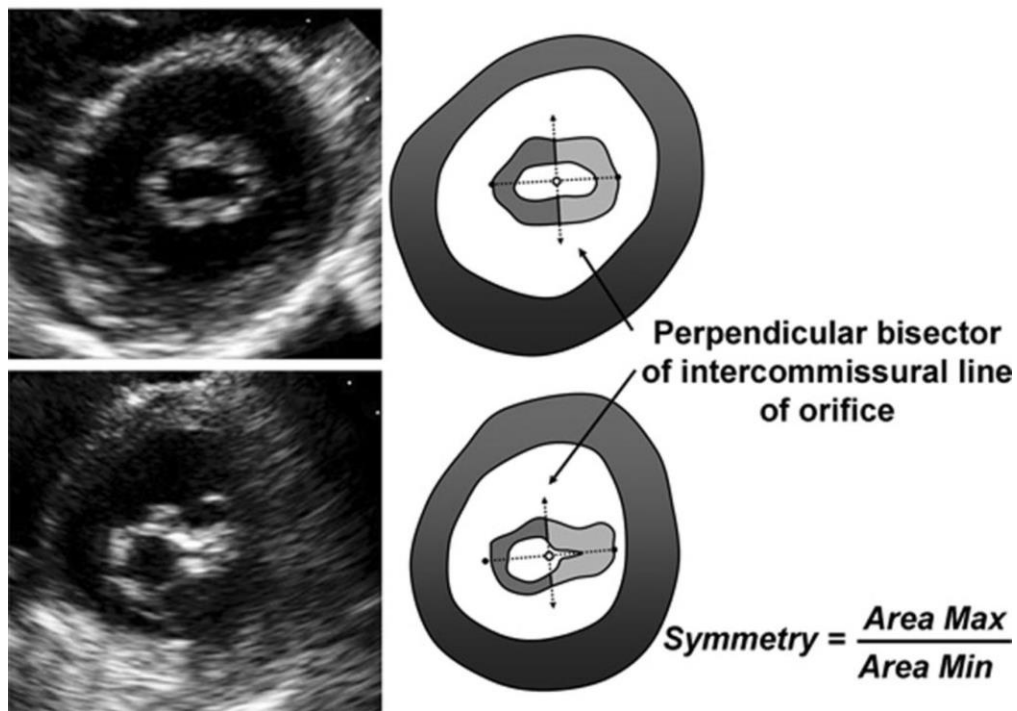 Perpendicular bisector
of intercommissural line
of orifice
Symmetry = Area Max
Area Min